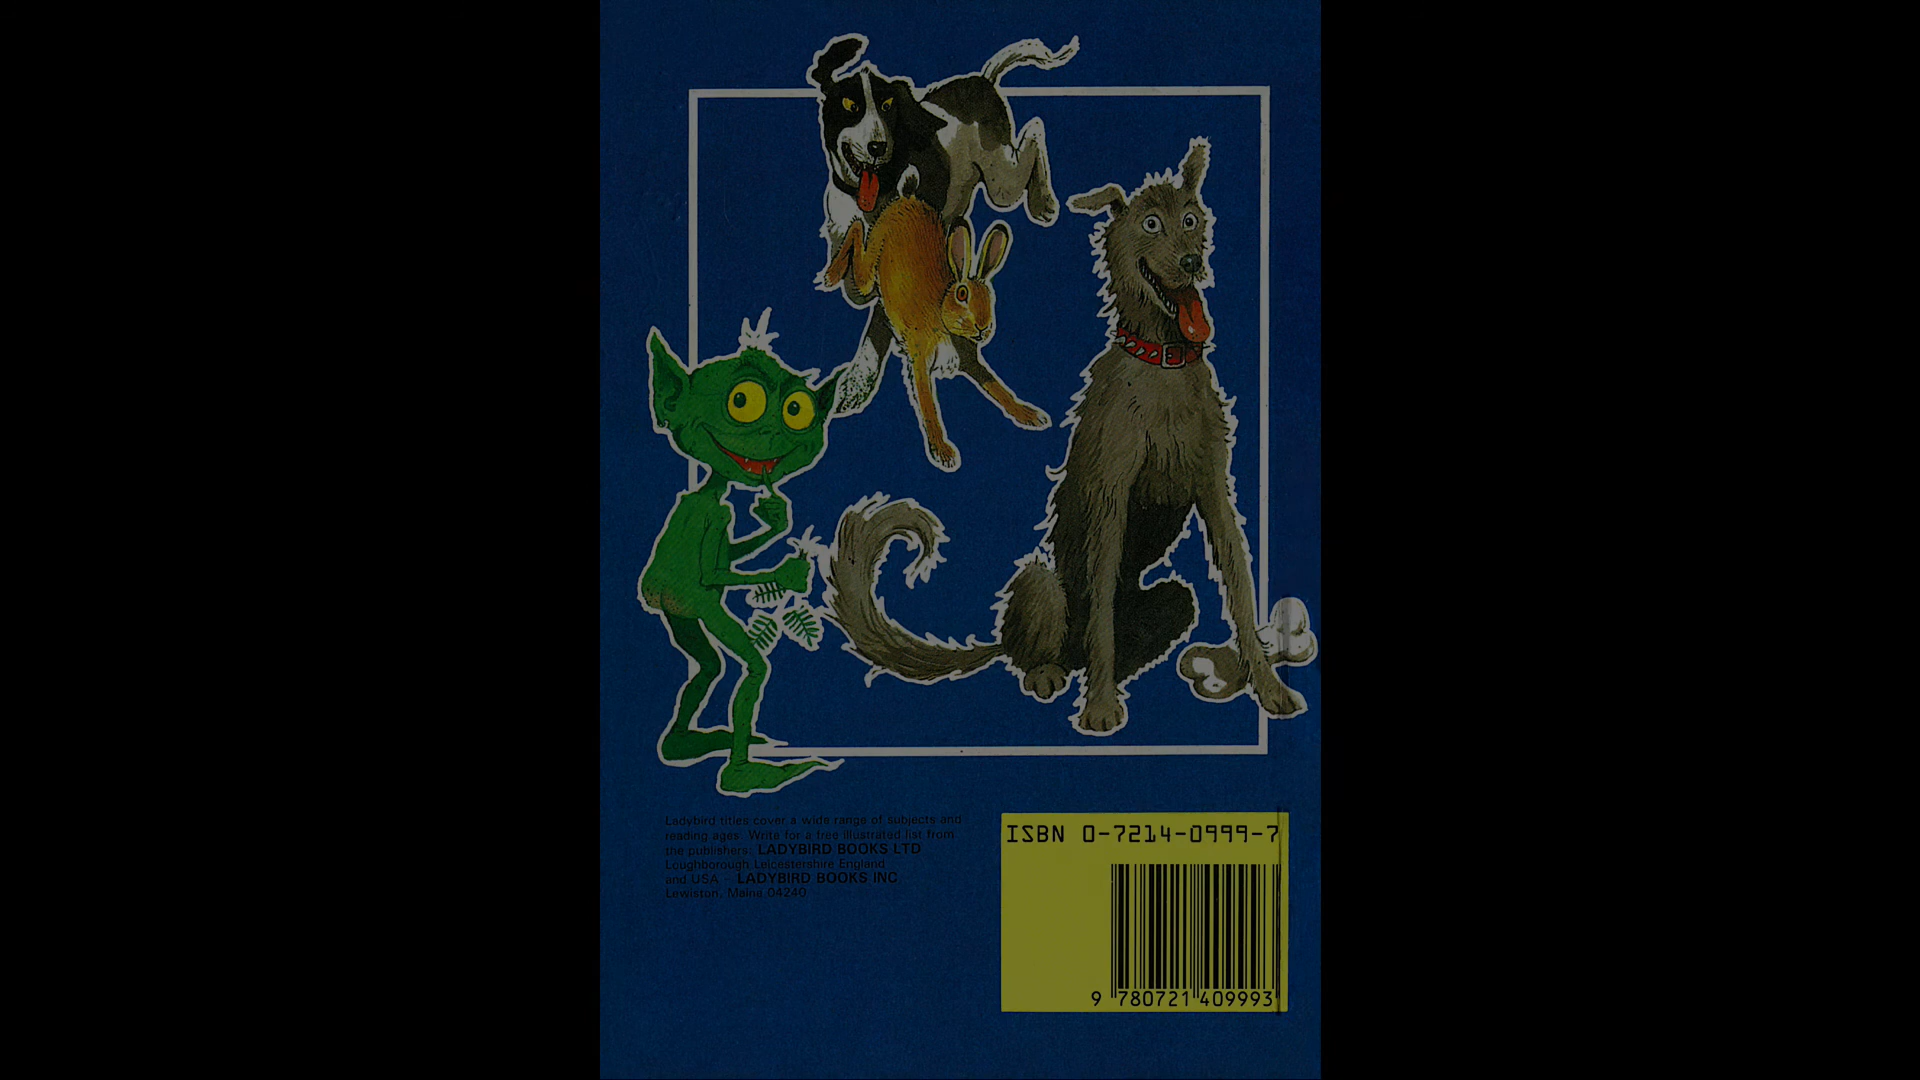 Ladybird titles cover a wide range of subjects and
reading ages. Write for a free illustrated list from
the publishers: LADYBIRD BOOKS LTD
Loughborough Leicestershire England
and USA - LADYBIRD BOOKS INC
Lewiston, Maine 04240
ISBN 0-7214-0999-7
9 780721 409993